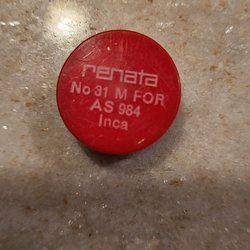 renata
No 31 M FOR
AS 984
Inca